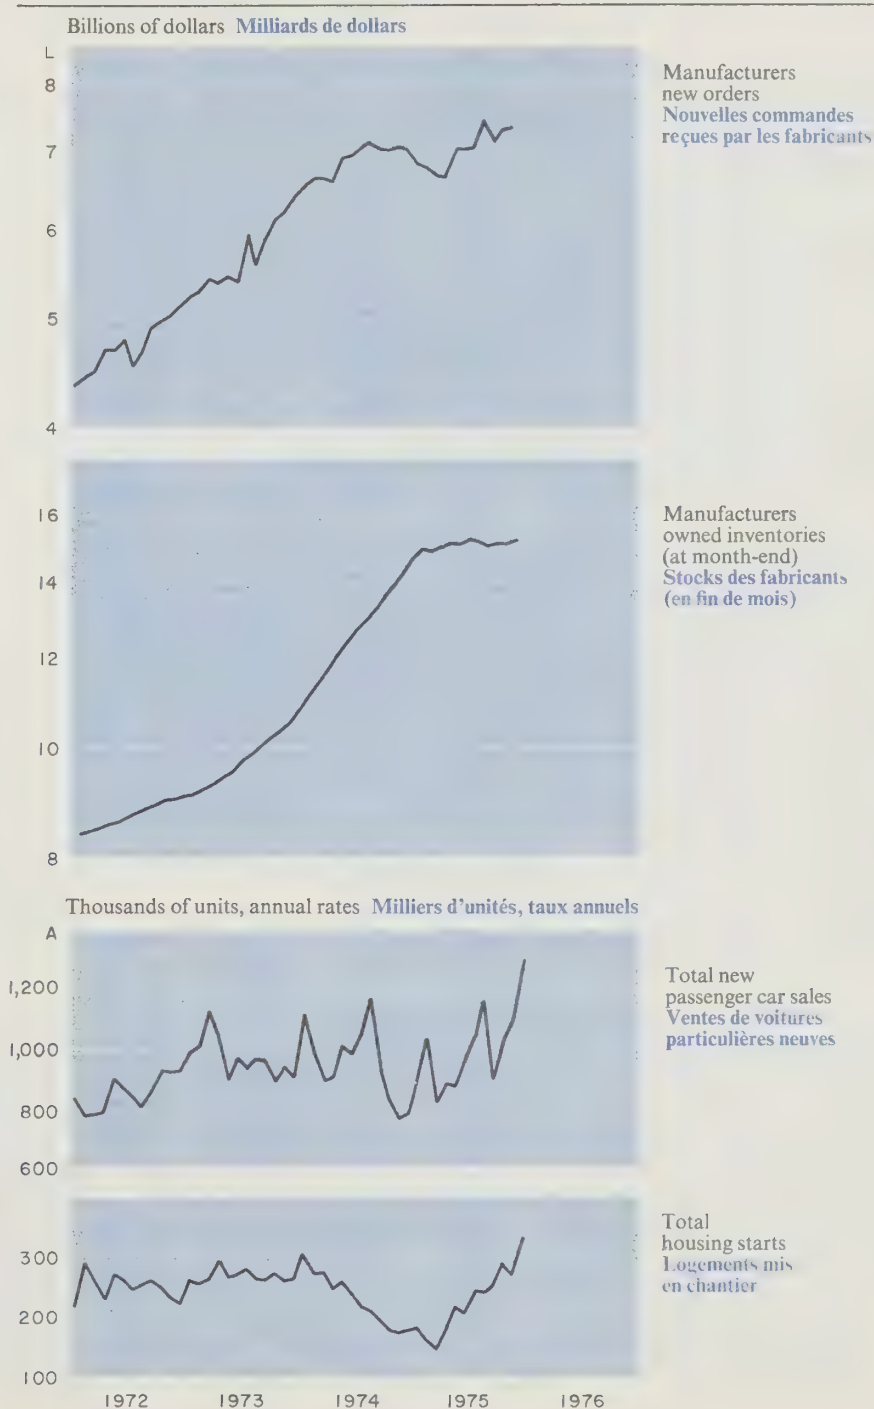 Billions of dollars Milliards de dollars
L
8
7
6
5
4
Manufacturers
new orders
Nouvelles commandes
reçues par les fabricants
16
14
12
10
8
Manufacturers
owned inventories
(at month-end)
Stocks des fabricants
(en fin de mois)
Thousands of units, annual rates Milliers d'unités, taux annuels
A
1,200
1,000
800
600
Total new
passenger car sales
Ventes de voitures
particulières neuves
300
200
100
Total
housing starts
Logements mis
en chantier
1972 1973 1974 1975 1976